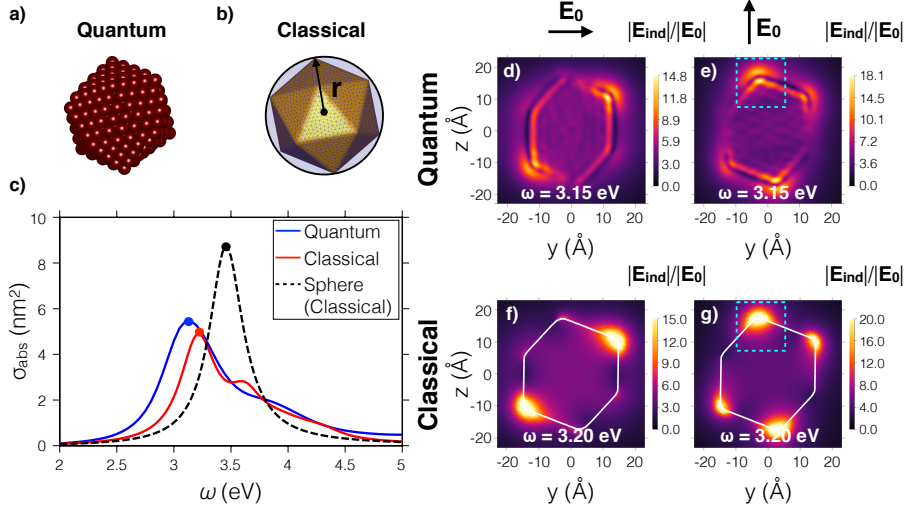 a)
Quantum
b)
Classical
r
c)
σabs (nm²)
10
8
6
4
2
0
2
2.5
3
3.5
4
4.5
5
ω (eV)
Quantum
Classical
Sphere
(Classical)
E₀
|Eind|/|E₀|
E₀
|Eind|/|E₀|
Quantum
d)
z (Å)
20
10
0
-10
-20
ω = 3.15 eV
-20
-10
0
10
20
y (Å)
14.8
12.0
9.0
6.0
3.0
0.0
e)
ω = 3.15 eV
-20
-10
0
10
20
y (Å)
18.1
14.4
10.8
7.2
3.6
0.0
Classical
|Eind|/|E₀|
|Eind|/|E₀|
f)
z (Å)
20
10
0
-10
-20
ω = 3.20 eV
-20
-10
0
10
20
y (Å)
15.0
12.0
9.0
6.0
3.0
0.0
g)
ω = 3.20 eV
-20
-10
0
10
20
y (Å)
20.0
16.0
12.0
8.0
4.0
0.0